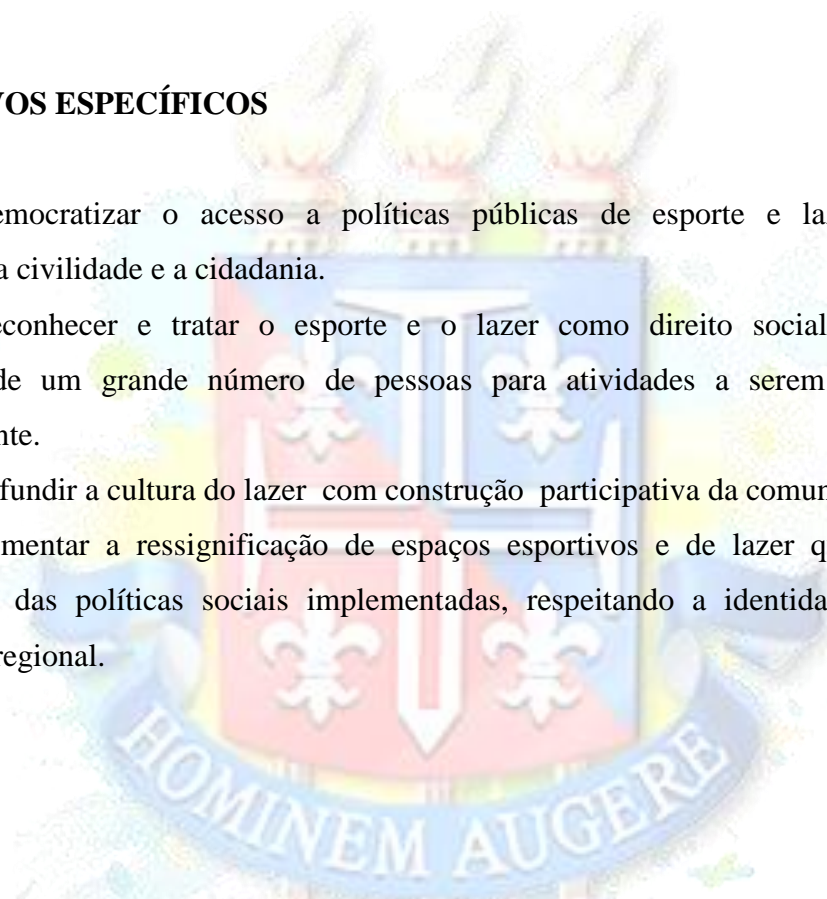 VOS ESPECÍFICOS
emocratizar o acesso a políticas públicas de esporte e la
a civilidade e a cidadania.
econhecer e tratar o esporte e o lazer como direito social
de um grande número de pessoas para atividades a serem
nte.
fundir a cultura do lazer com construção participativa da comun
mentar a ressignificação de espaços esportivos e de lazer q
das políticas sociais implementadas, respeitando a identida
regional.
HOMINEM AUGERE